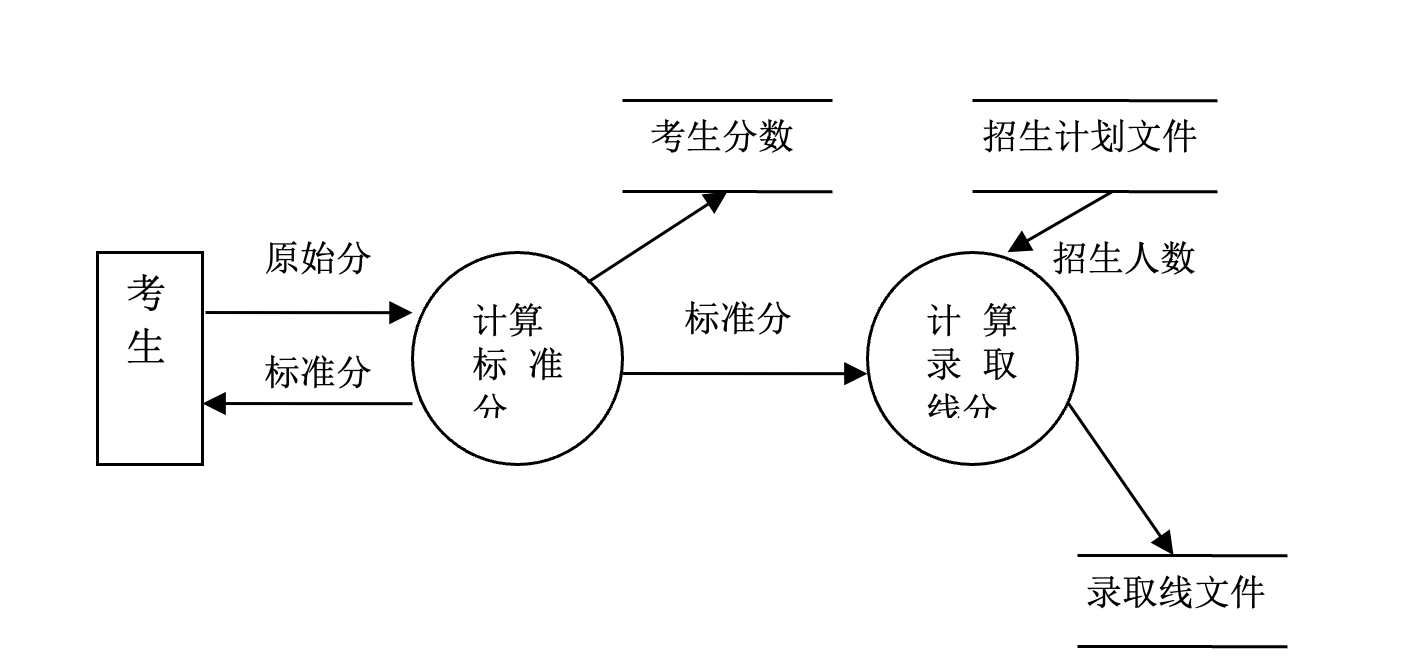 考生分数
招生计划文件
原始分
招生人数
考
生
标准分
标准分
计算
标 准
分
计 算
录 取
线分
录取线文件